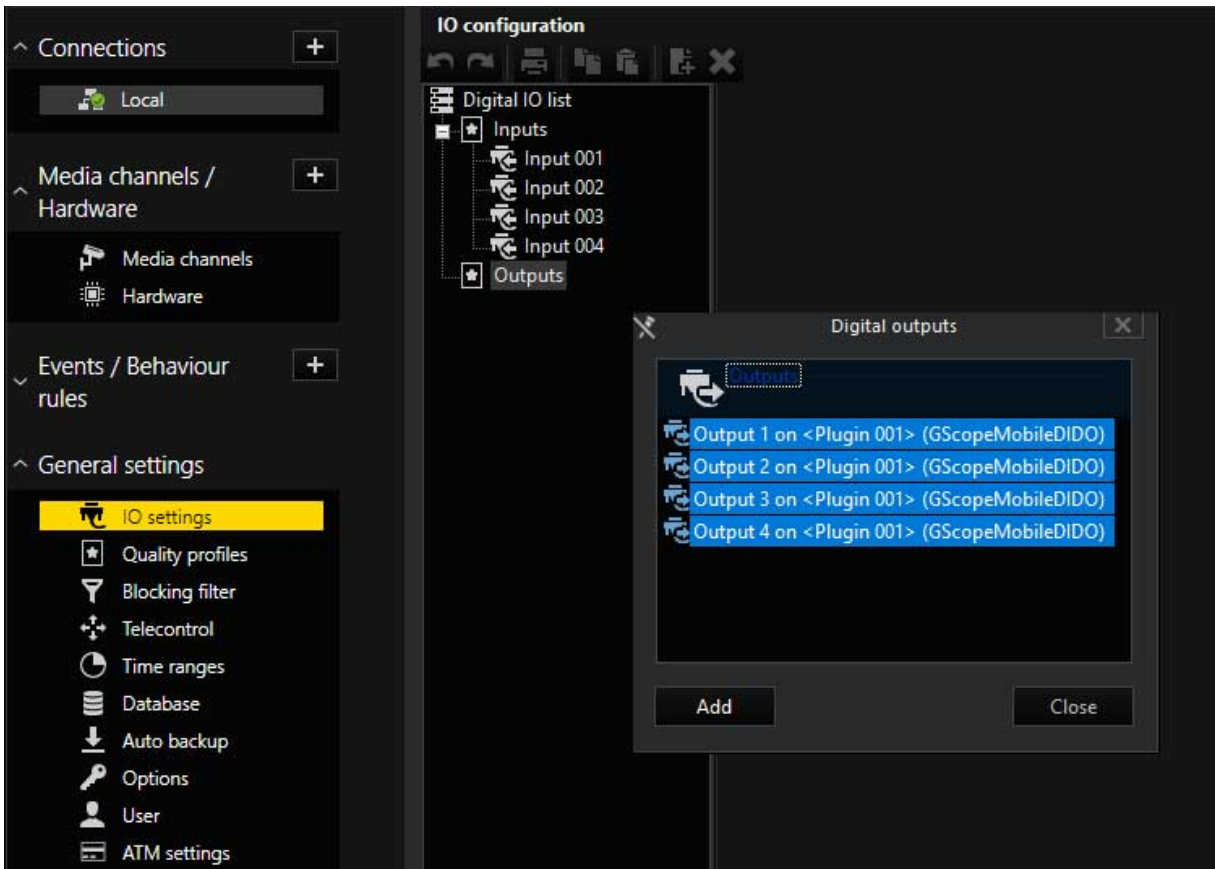 Connections
+
Local
Media channels /
Hardware
+
Media channels
Hardware
Events / Behaviour
rules
+
General settings
IO settings
Quality profiles
Blocking filter
Telecontrol
Time ranges
Database
Auto backup
Options
User
ATM settings
IO configuration
Digital IO list
Inputs
Input 001
Input 002
Input 003
Input 004
Outputs
Digital outputs
Outputs
Output 1 on <Plugin 001> (GScopeMobileDIDO)
Output 2 on <Plugin 001> (GScopeMobileDIDO)
Output 3 on <Plugin 001> (GScopeMobileDIDO)
Output 4 on <Plugin 001> (GScopeMobileDIDO)
Add
Close